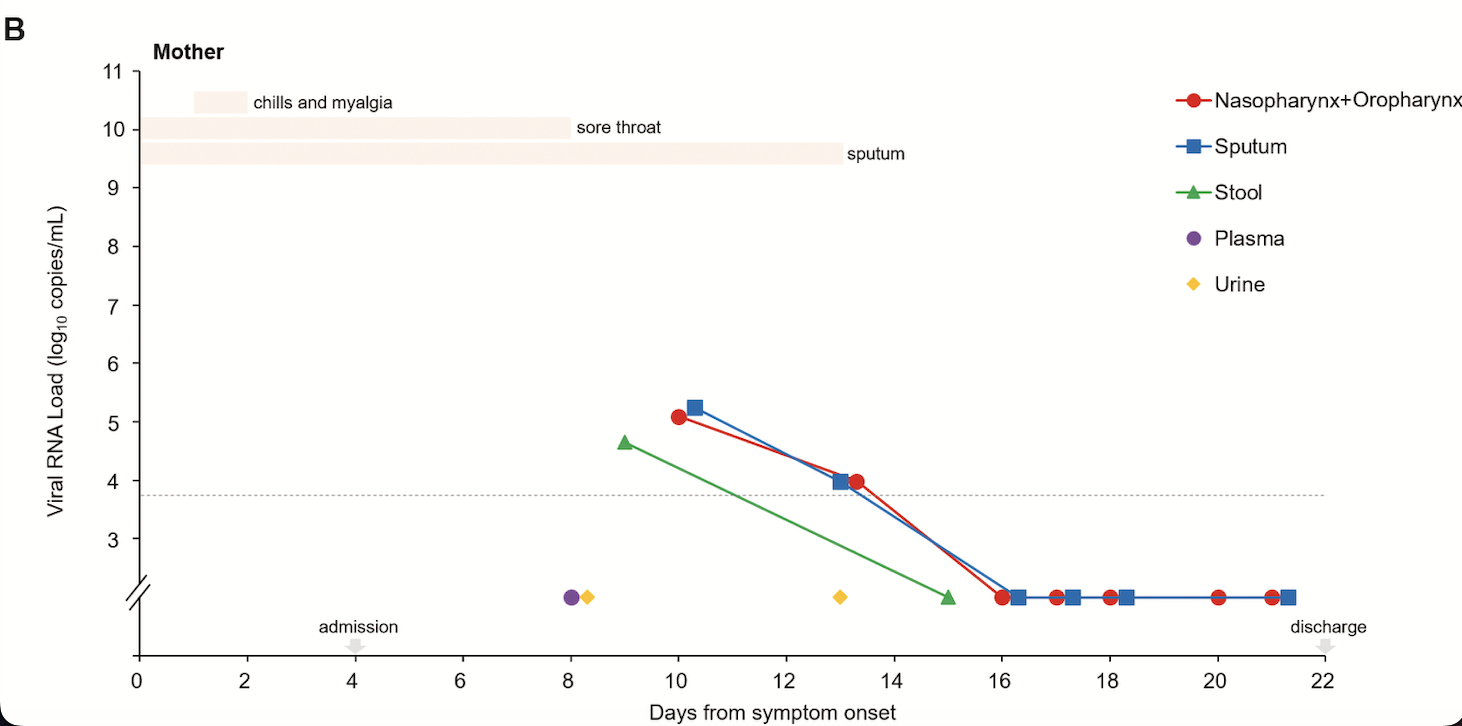 B
Mother
11
chills and myalgia
10
sore throat
sputum
9
8
7
6
5
4
3
Viral RNA Load (log₁₀ copies/mL)
Nasopharynx+Oropharynx
Sputum
Stool
Plasma
Urine
admission
discharge
0 2 4 6 8 10 12 14 16 18 20 22
Days from symptom onset